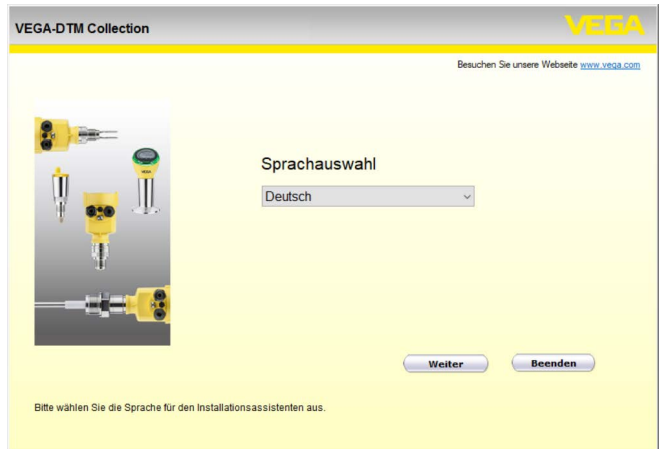 VEGA-DTM Collection
VEGA
Besuchen Sie unsere Webseite www.vega.com
Sprachauswahl
Deutsch
Weiter
Beenden
Bitte wählen Sie die Sprache für den Installationsassistenten aus.